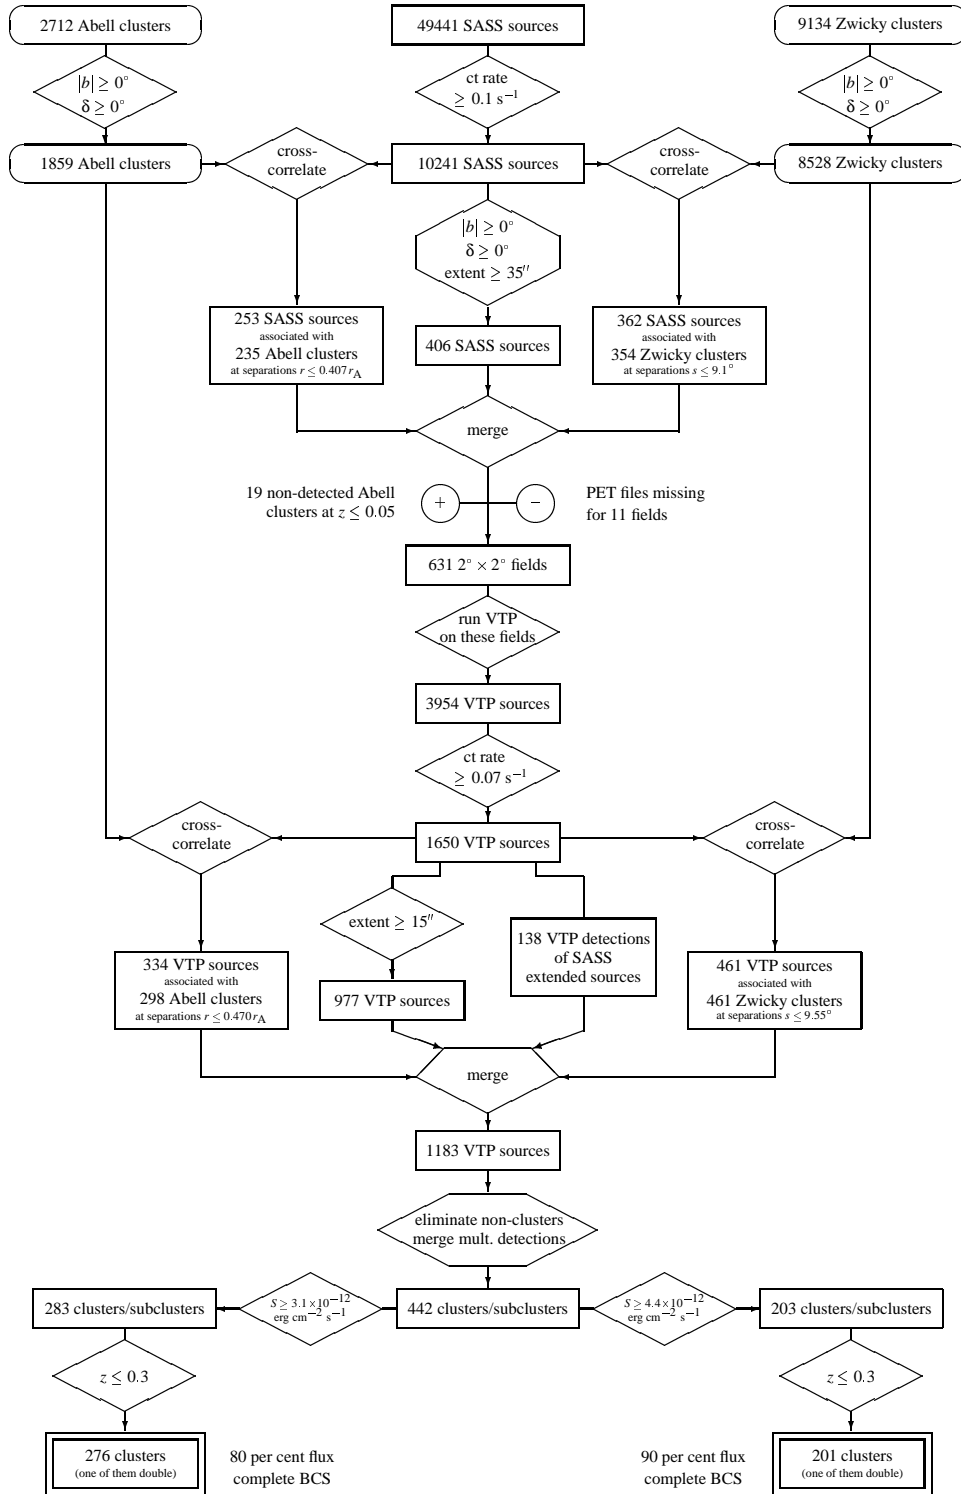 2712 Abell clusters
49441 SASS sources
9134 Zwicky clusters
|b| ≥ 0°
δ ≥ 0°
ct rate
≥ 0.1 s⁻¹
|b| ≥ 0°
δ ≥ 0°
1859 Abell clusters
cross-
correlate
10241 SASS sources
cross-
correlate
8528 Zwicky clusters
|b| ≥ 0°
δ ≥ 0°
extent ≥ 35″
253 SASS sources
associated with
235 Abell clusters
at separations r ≤ 0.407 r_A
406 SASS sources
362 SASS sources
associated with
354 Zwicky clusters
at separations s ≤ 9.1°
merge
19 non-detected Abell
clusters at z ≤ 0.05
+
−
PET files missing
for 11 fields
631 2° × 2° fields
run VTP
on these fields
3954 VTP sources
ct rate
≥ 0.07 s⁻¹
cross-
correlate
1650 VTP sources
cross-
correlate
extent ≥ 15″
138 VTP detections
of SASS
extended sources
334 VTP sources
associated with
298 Abell clusters
at separations r ≤ 0.470 r_A
977 VTP sources
461 VTP sources
associated with
461 Zwicky clusters
at separations s ≤ 9.55°
merge
1183 VTP sources
eliminate non-clusters
merge mult. detections
283 clusters/subclusters
S ≥ 3.1 × 10⁻¹²
erg cm⁻² s⁻¹
442 clusters/subclusters
S ≥ 4.4 × 10⁻¹²
erg cm⁻² s⁻¹
203 clusters/subclusters
z ≤ 0.3
z ≤ 0.3
276 clusters
(one of them double)
80 per cent flux
complete BCS
90 per cent flux
complete BCS
201 clusters
(one of them double)